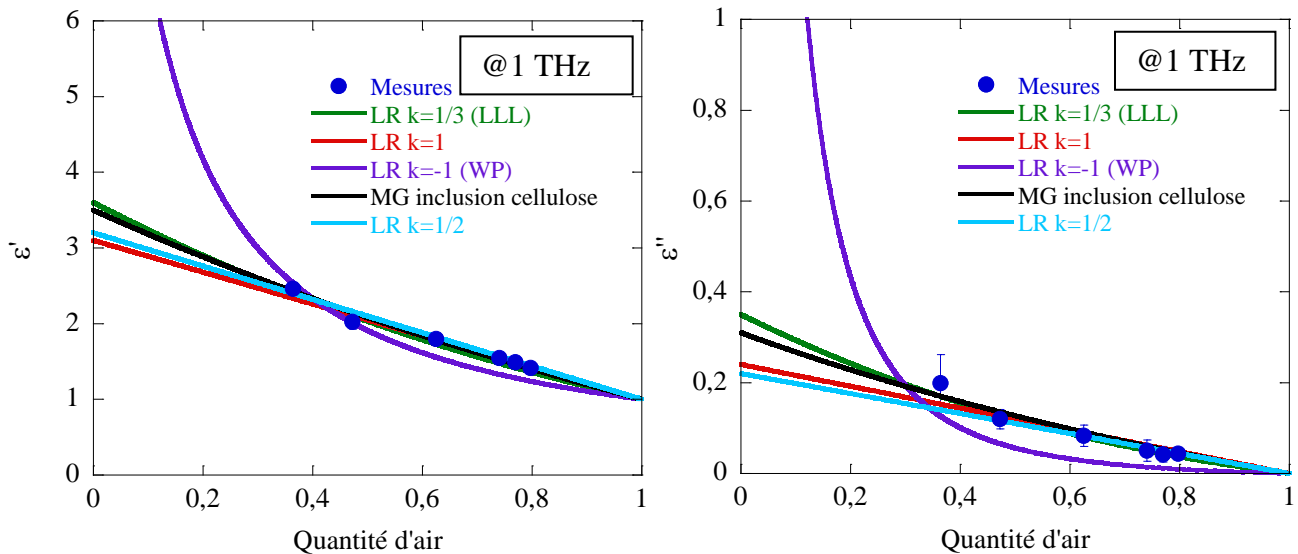 6
5
4
3
2
1
0
ε'
@1 THz
Mesures
LR k=1/3 (LLL)
LR k=1
LR k=-1 (WP)
MG inclusion cellulose
LR k=1/2
0
0,2
0,4
0,6
0,8
1
Quantité d'air
1
0,8
0,6
0,4
0,2
0
ε''
@1 THz
Mesures
LR k=1/3 (LLL)
LR k=1
LR k=-1 (WP)
MG inclusion cellulose
LR k=1/2
0
0,2
0,4
0,6
0,8
1
Quantité d'air